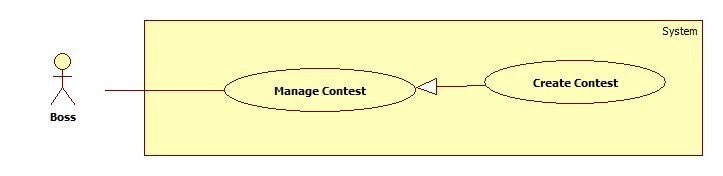 System
Manage Contest
Create Contest
Boss